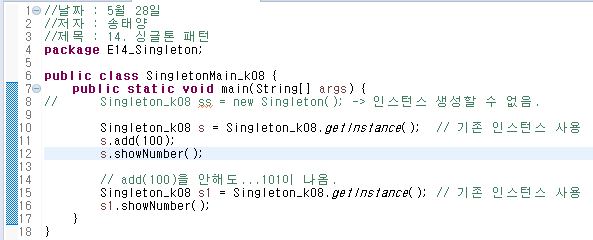 1 //날짜 : 5월 28일
2 //저자 : 송태양
3 //제목 : 14. 싱글톤 패턴
4 package E14_Singleton;
5
6 public class SingletonMain_k08 {
7 public static void main(String[] args) {
8 // Singleton_k08 ss = new Singleton(); -> 인스턴스 생성할 수 없음.
9
10 Singleton_k08 s = Singleton_k08.getInstance(); // 기존 인스턴스 사용
11 s.add(100);
12 s.showNumber();
13
14 // add(100)을 안해도...101이 나옴.
15 Singleton_k08 s1 = Singleton_k08.getInstance(); // 기존 인스턴스 사용
16 s1.showNumber();
17 }
18 }